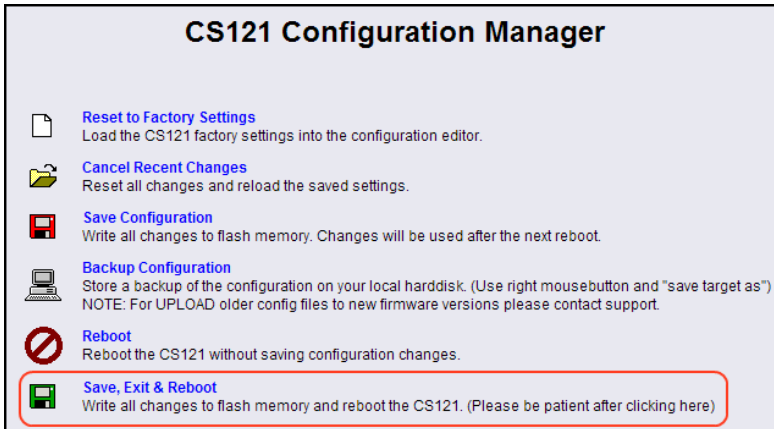 CS121 Configuration Manager
Reset to Factory Settings
Load the CS121 factory settings into the configuration editor.
Cancel Recent Changes
Reset all changes and reload the saved settings.
Save Configuration
Write all changes to flash memory. Changes will be used after the next reboot.
Backup Configuration
Store a backup of the configuration on your local harddisk. (Use right mousebutton and "save target as")
NOTE: For UPLOAD older config files to new firmware versions please contact support.
Reboot
Reboot the CS121 without saving configuration changes.
Save, Exit & Reboot
Write all changes to flash memory and reboot the CS121. (Please be patient after clicking here)